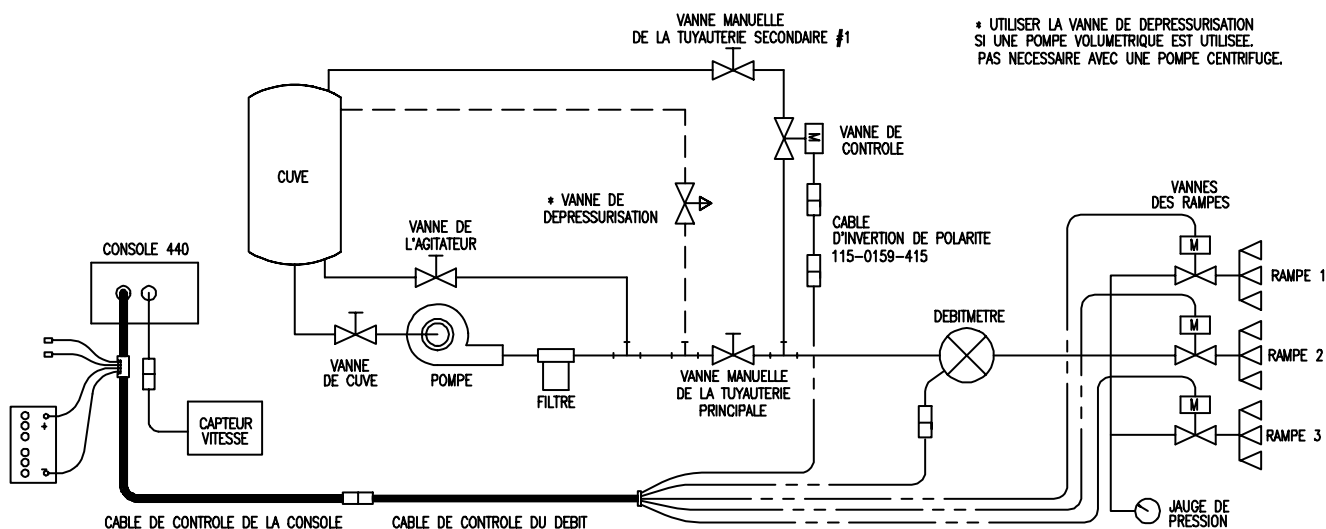 VANNE MANUELLE
DE LA TUYAUTERIE SECONDAIRE #1
* UTILISER LA VANNE DE DEPRESSURISATION
SI UNE POMPE VOLUMETRIQUE EST UTILISEE.
PAS NECESSAIRE AVEC UNE POMPE CENTRIFUGE.
M
VANNE DE
CONTROLE
CUVE
* VANNE DE
DEPRESSURISATION
VANNES
DES RAMPES
VANNE DE
L'AGITATEUR
CABLE
D'INVERTION DE POLARITE
115-0159-415
CONSOLE 440
M
RAMPE 1
DEBITMETRE
M
RAMPE 2
VANNE
DE CUVE
POMPE
FILTRE
VANNE MANUELLE
DE LA TUYAUTERIE
PRINCIPALE
M
RAMPE 3
+
-
CAPTEUR
VITESSE
JAUGE DE
PRESSION
CABLE DE CONTROLE DE LA CONSOLE
CABLE DE CONTROLE DU DEBIT